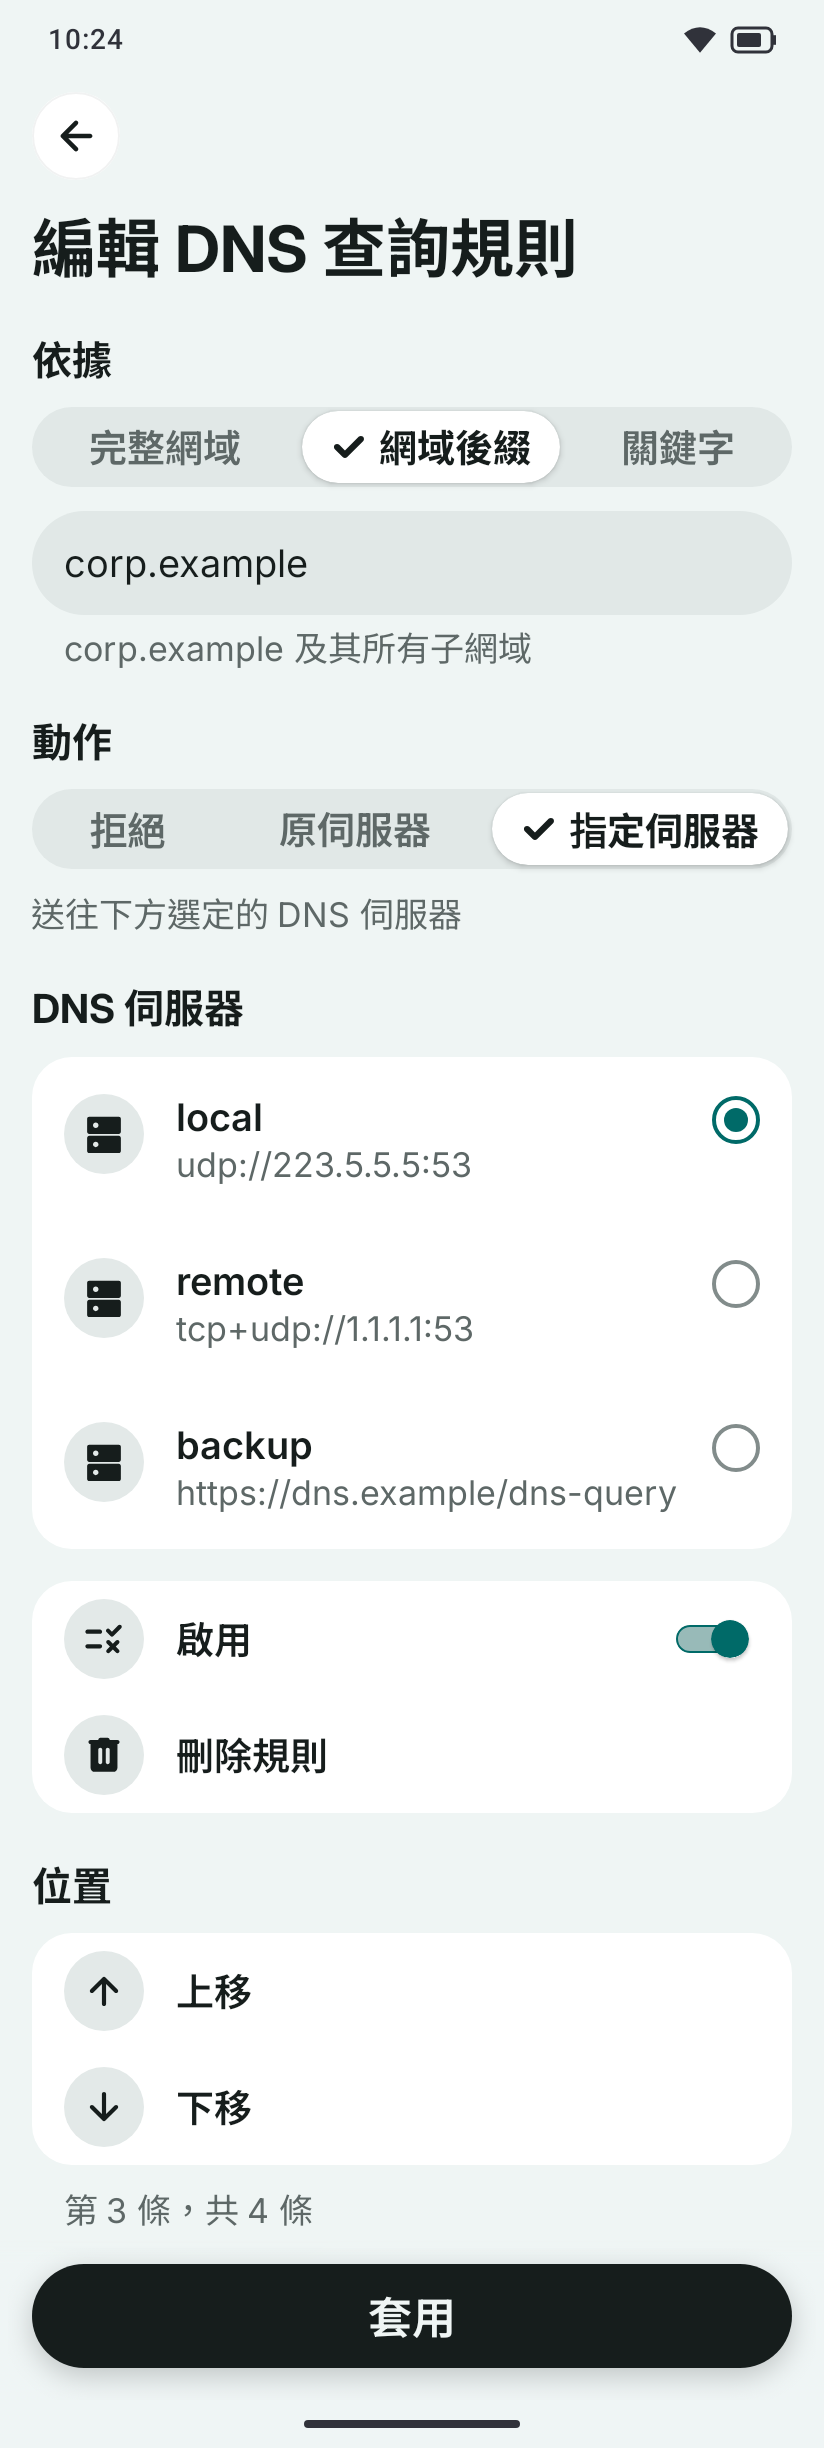 10:24
編輯 DNS 查詢規則
依據
完整網域
網域後綴
關鍵字
corp.example
corp.example 及其所有子網域
動作
拒絕
原伺服器
指定伺服器
送往下方選定的 DNS 伺服器
DNS 伺服器
local
udp://223.5.5.5:53
remote
tcp+udp://1.1.1.1:53
backup
https://dns.example/dns-query
啟用
刪除規則
位置
上移
下移
第 3 條，共 4 條
套用